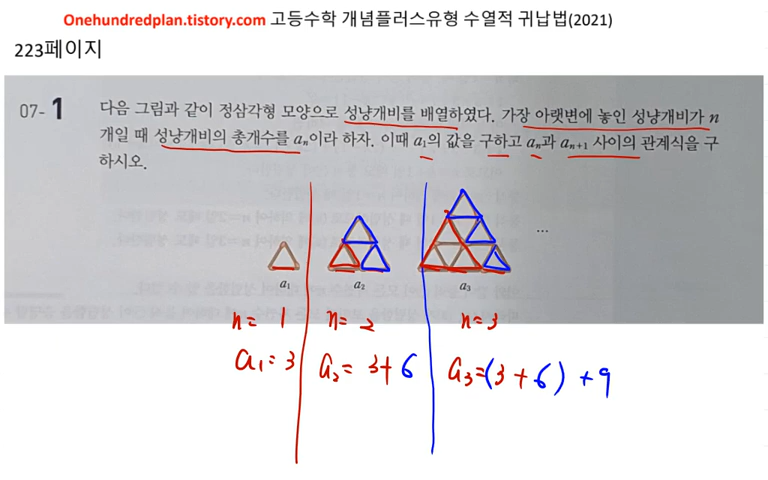 Onehundredplan.tistory.com 고등수학 개념플러스유형 수열적 귀납법(2021)
223페이지
07-1 다음 그림과 같이 정삼각형 모양으로 성냥개비를 배열하였다. 가장 아랫변에 놓인 성냥개비가 n
개일 때 성냥개비의 총개수를 aₙ이라 하자. 이때 a₁의 값을 구하고 aₙ과 aₙ₊₁ 사이의 관계식을 구
하시오.
...
a₁ a₂ a₃
n= 1 n= 2 n= 3
a₁= 3 a₂= 3+6 a₃=(3+6)+9